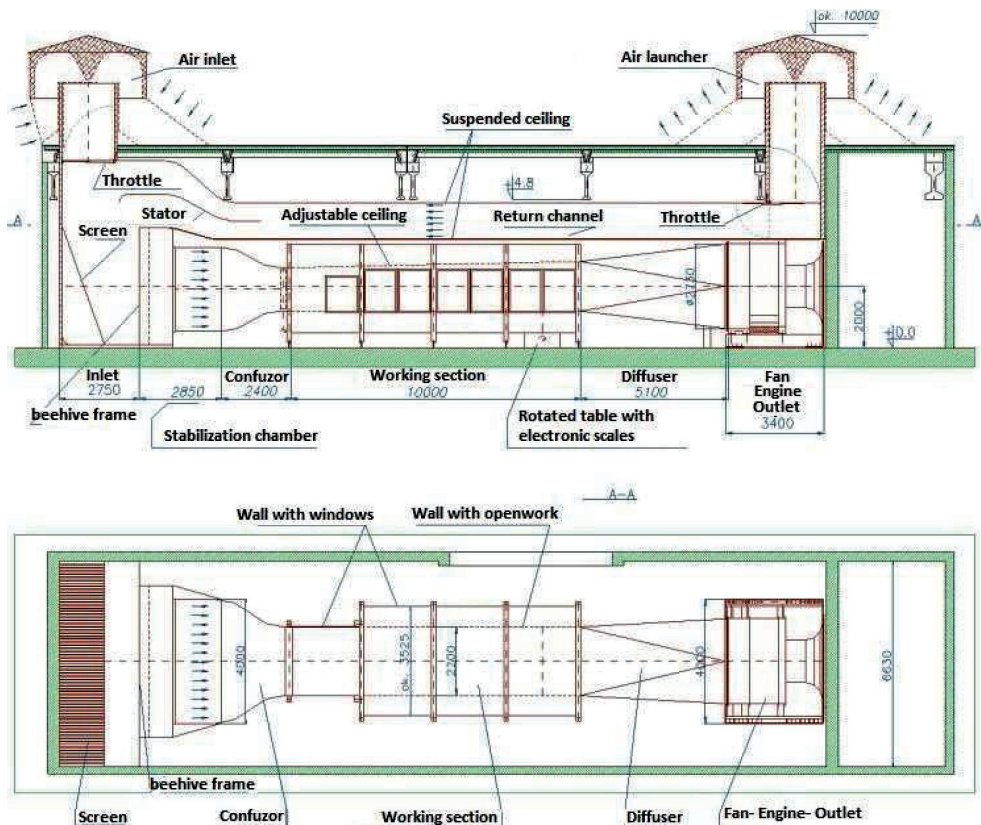 ok. 10000
Air inlet
Air launcher
Suspended ceiling
Throttle
4.8
Stator
Adjustable ceiling
Return channel
Throttle
A
A
Screen
ø2730
2000
0.0
Inlet
Confuzor
Working section
Diffuser
Fan
Engine
Outlet
2750
2850
2400
10000
5100
3400
beehive frame
Stabilization chamber
Rotated table with
electronic scales
A-A
Wall with windows
Wall with openwork
4000
ok. 3525
2200
4000
6630
beehive frame
Screen
Confuzor
Working section
Diffuser
Fan- Engine- Outlet